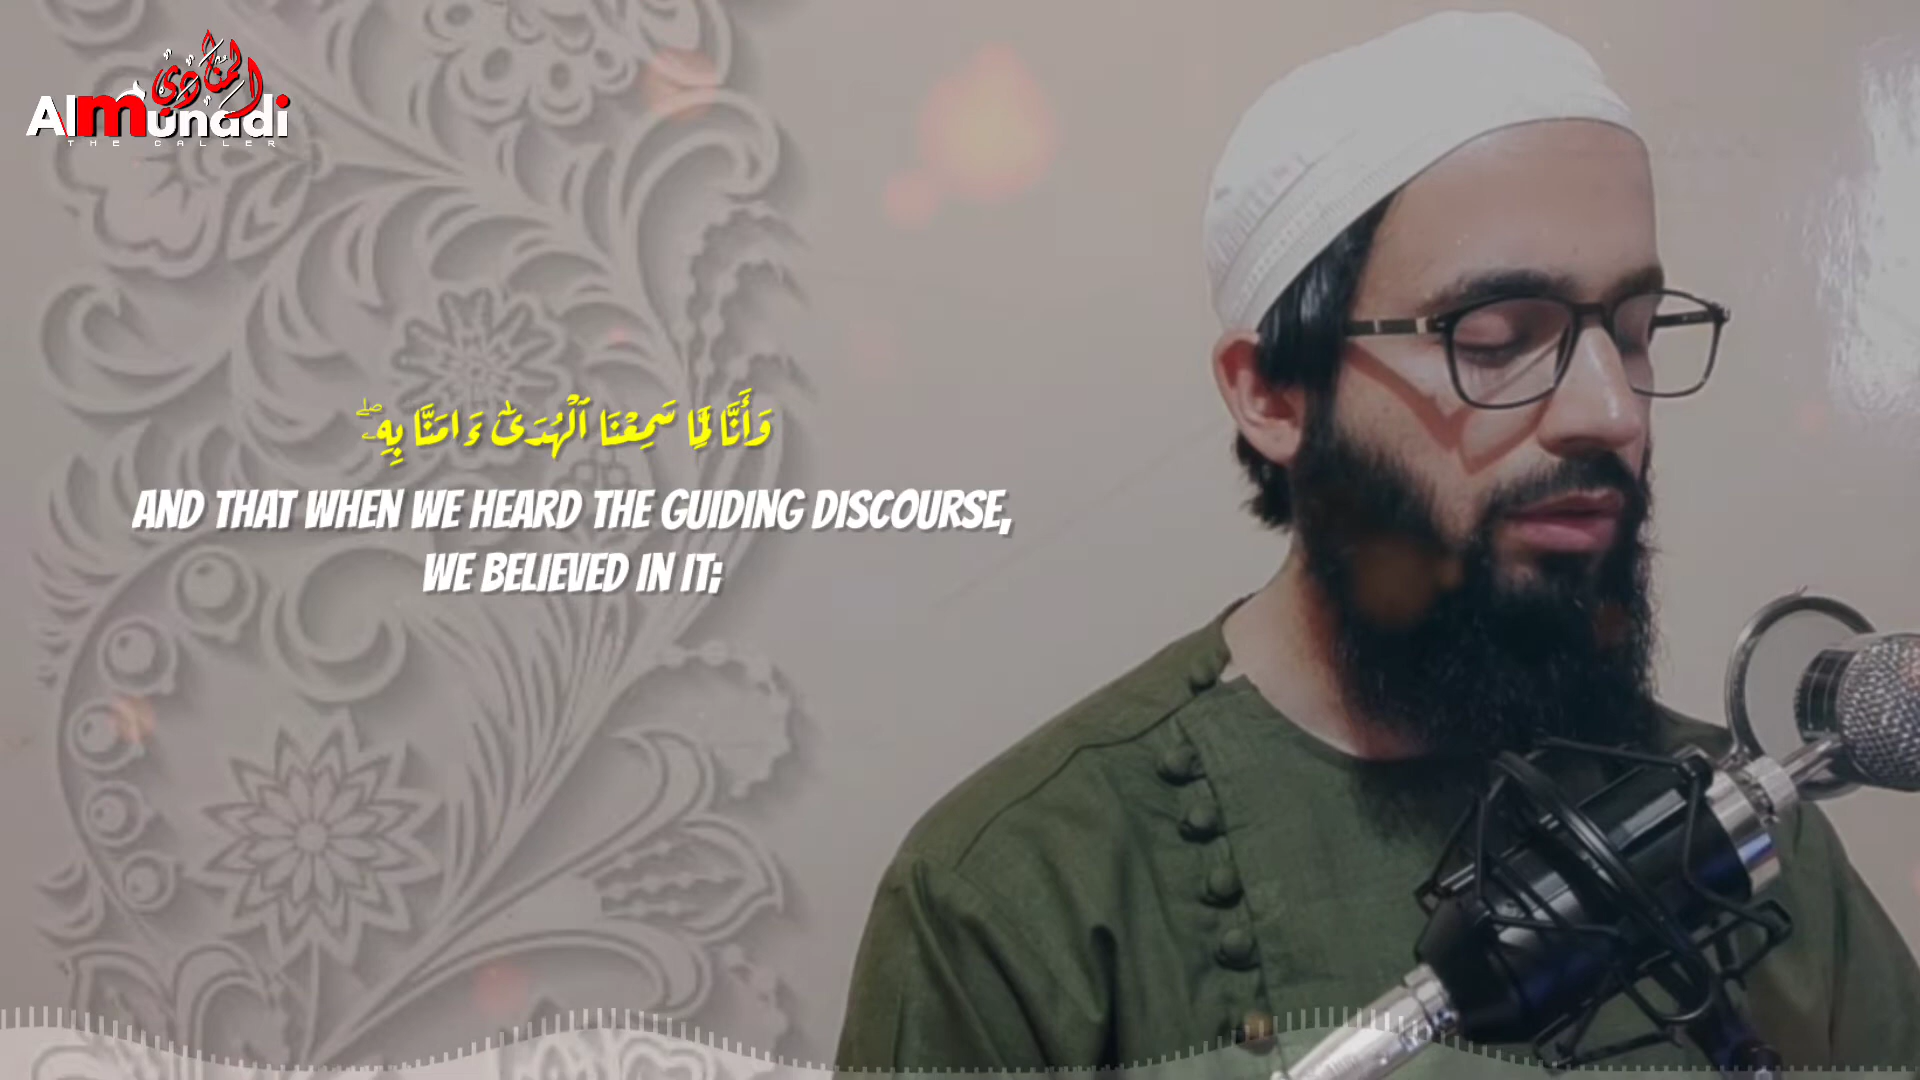 المنادي
Almunadi
THE CALLER
وَأَنَّا لَمَّا سَمِعْنَا ٱلْهُدَىٰٓ ءَامَنَّا بِهِۦ ۖ
AND THAT WHEN WE HEARD THE GUIDING DISCOURSE,
WE BELIEVED IN IT;